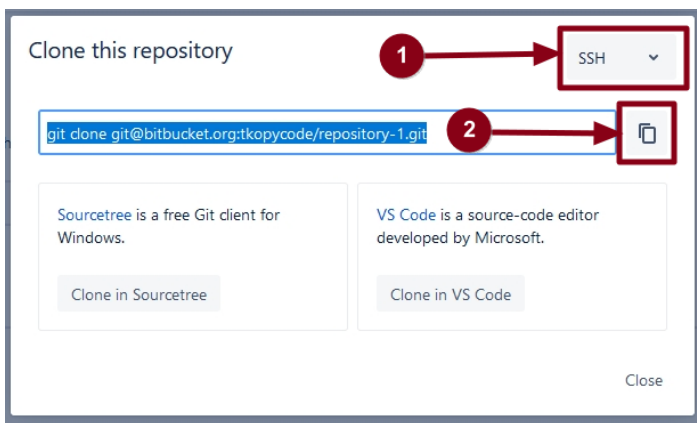 Clone this repository
1
SSH
git clone git@bitbucket.org:tkopycode/repository-1.git
2
Sourcetree is a free Git client for
Windows.
Clone in Sourcetree
VS Code is a source-code editor
developed by Microsoft.
Clone in VS Code
Close